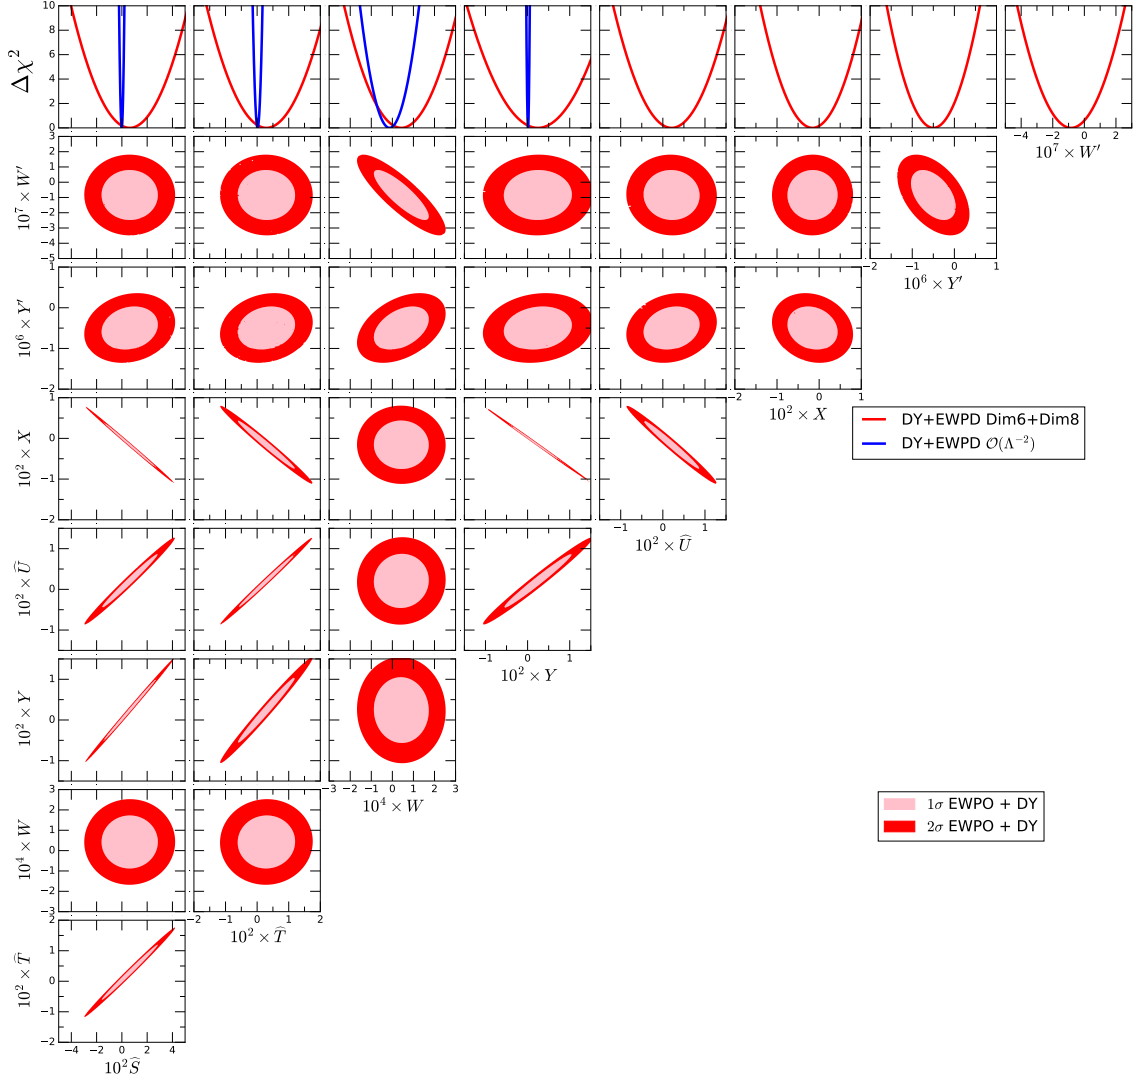 Δχ²
10
8
6
4
2
0
−4 −2 0 2
10⁷ × W′
10⁷ × W′
3
2
1
0
−1
−2
−3
−4
−5
−2 −1 0 1
10⁶ × Y′
10⁶ × Y′
1
0
−1
−2
−2 −1 0 1
10² × X
10² × X
1
0
−1
−2
−1 0 1
10² × Û
DY+EWPD Dim6+Dim8
DY+EWPD 𝒪(Λ⁻²)
10² × Û
1
0
−1
−1 0 1
10² × Y
10² × Y
1
0
−1
−3 −2 −1 0 1 2 3
10⁴ × W
1σ EWPO + DY
2σ EWPO + DY
10⁴ × W
3
2
1
0
−1
−2
−3
−2 −1 0 1 2
10² × T̂
10² × T̂
2
1
0
−1
−2
−4 −2 0 2 4
10²Ŝ